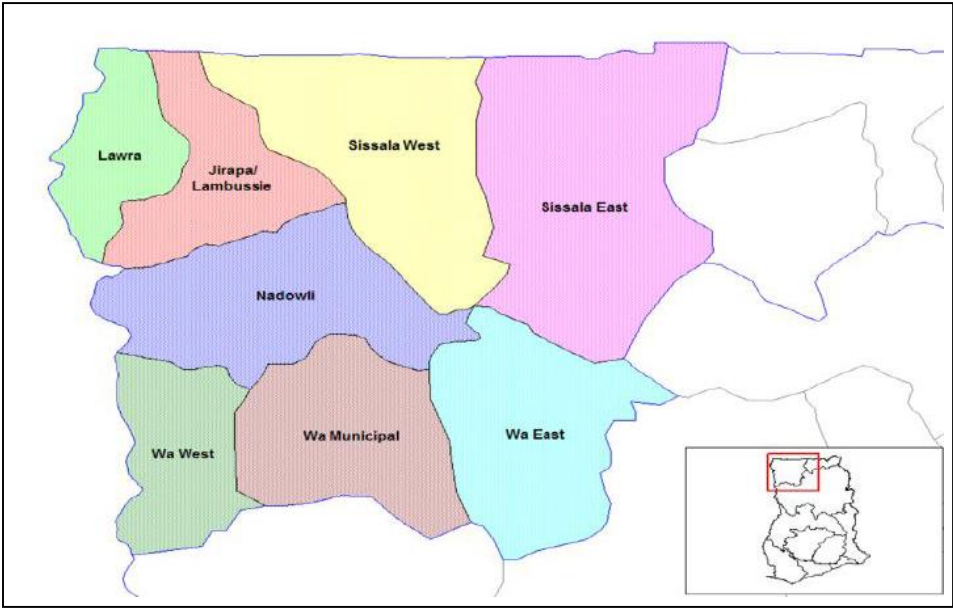 Lawra
Jirapa/
Lambussie
Sissala West
Sissala East
Nadowli
Wa West
Wa Municipal
Wa East